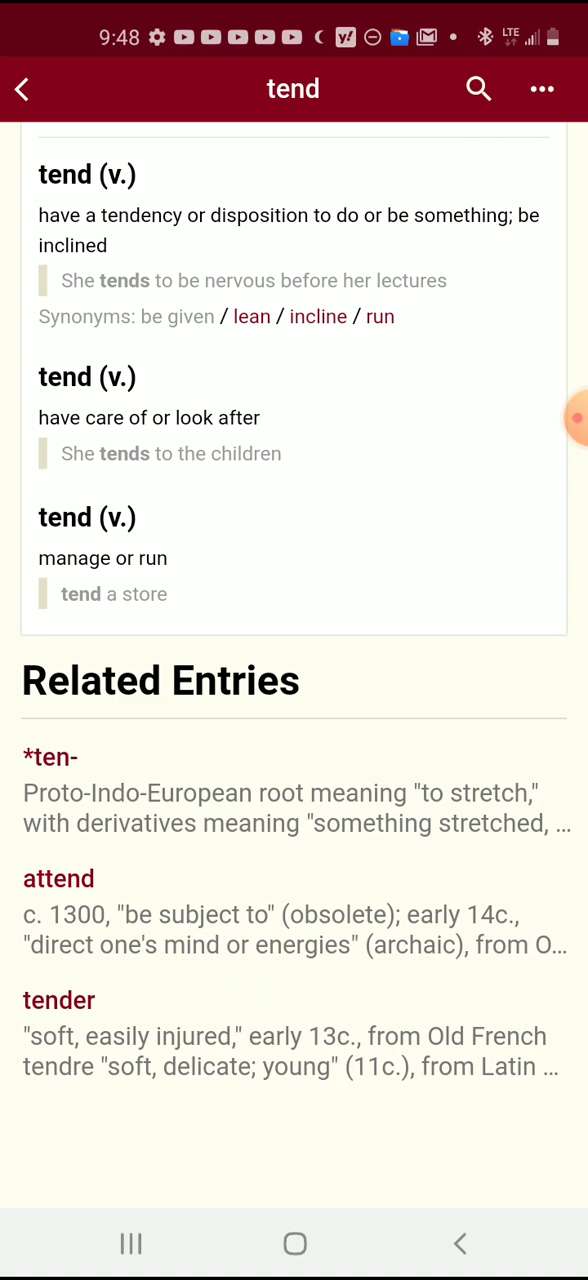 9:48 y! LTE
tend
tend (v.)
have a tendency or disposition to do or be something; be
inclined
She tends to be nervous before her lectures
Synonyms: be given / lean / incline / run
tend (v.)
have care of or look after
She tends to the children
tend (v.)
manage or run
tend a store
Related Entries
*ten-
Proto-Indo-European root meaning "to stretch,"
with derivatives meaning "something stretched, ...
attend
c. 1300, "be subject to" (obsolete); early 14c.,
"direct one's mind or energies" (archaic), from O...
tender
"soft, easily injured," early 13c., from Old French
tendre "soft, delicate; young" (11c.), from Latin ...